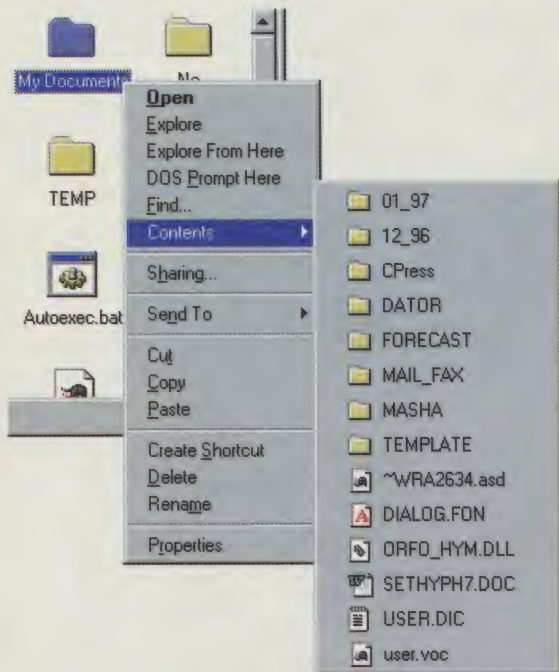 My Documents
No
TEMP
Autoexec.bat
Open
Explore
Explore From Here
DOS Prompt Here
Find...
Contents
Sharing...
Send To
Cut
Copy
Paste
Create Shortcut
Delete
Rename
Properties
01_97
12_96
CPress
DATOR
FORECAST
MAIL_FAX
MASHA
TEMPLATE
~WRA2634.asd
DIALOG.FON
ORFO_HYM.DLL
SETHYPH7.DOC
USER.DIC
user.voc